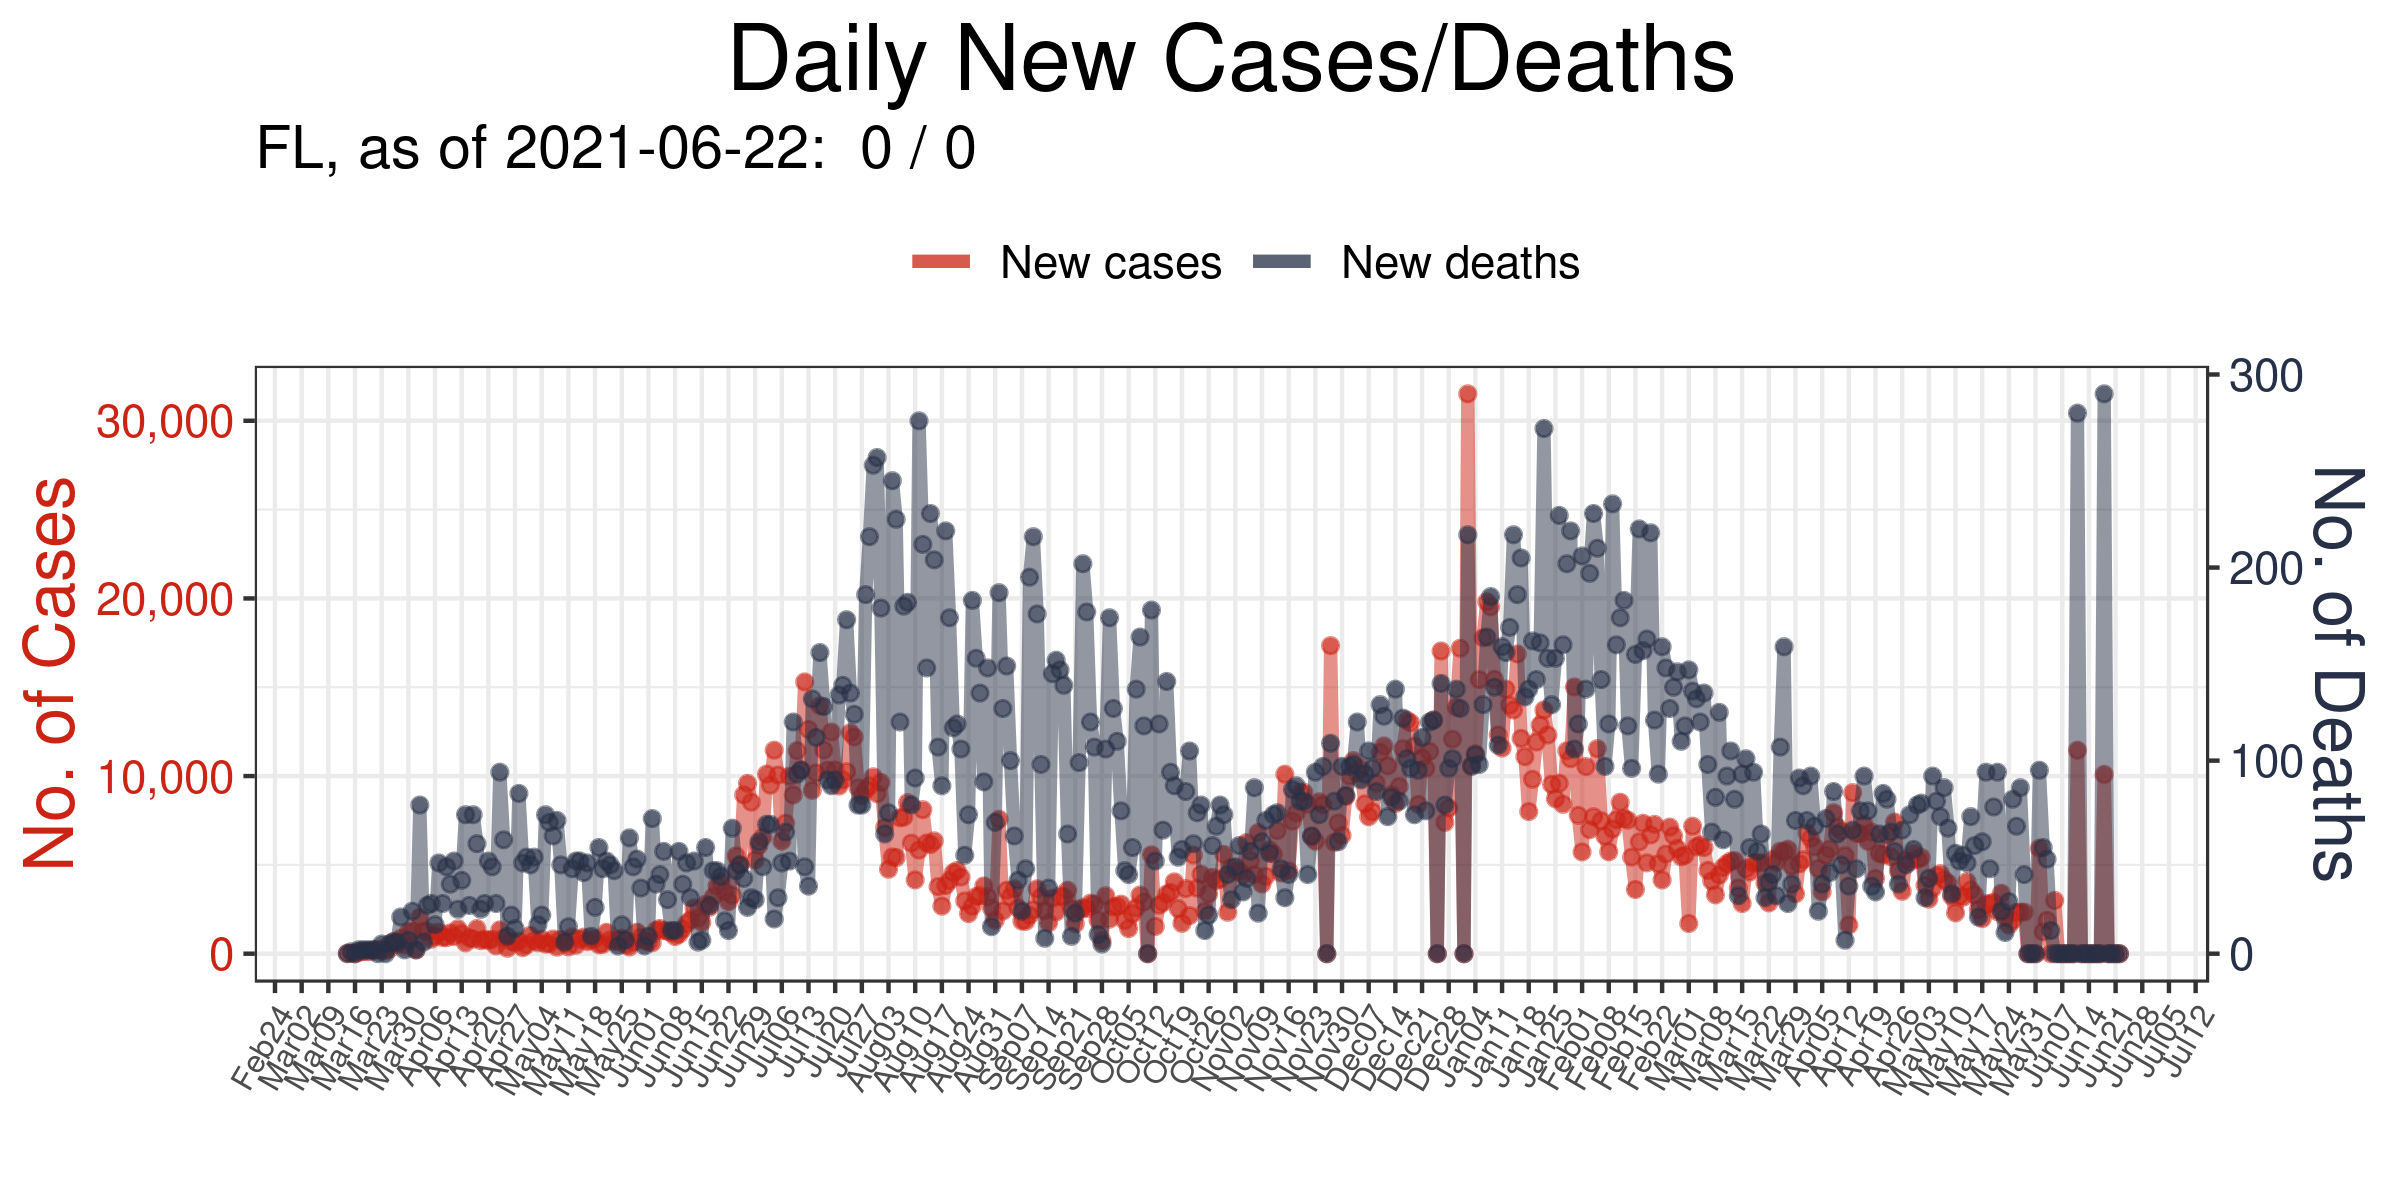 Daily New Cases/Deaths
FL, as of 2021-06-22: 0 / 0
New cases
New deaths
No. of Cases
30,000
20,000
10,000
0
300
200
100
0
No. of Deaths
Feb24
Mar02
Mar09
Mar16
Mar23
Mar30
Apr06
Apr13
Apr20
Apr27
May04
May11
May18
May25
Jun01
Jun08
Jun15
Jun22
Jun29
Jul06
Jul13
Jul20
Jul27
Aug03
Aug10
Aug17
Aug24
Aug31
Sep07
Sep14
Sep21
Sep28
Oct05
Oct12
Oct19
Oct26
Nov02
Nov09
Nov16
Nov23
Nov30
Dec07
Dec14
Dec21
Dec28
Jan04
Jan11
Jan18
Jan25
Feb01
Feb08
Feb15
Feb22
Mar01
Mar08
Mar15
Mar22
Mar29
Apr05
Apr12
Apr19
Apr26
May03
May10
May17
May24
May31
Jun07
Jun14
Jun21
Jun28
Jul05
Jul12